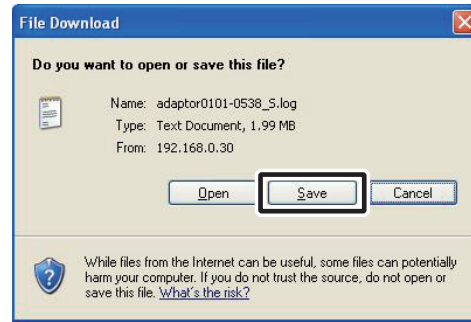 File Download
Do you want to open or save this file?
Name: adaptor0101-0538_S.log
Type: Text Document, 1.99 MB
From: 192.168.0.30
Open Save Cancel
While files from the Internet can be useful, some files can potentially
harm your computer. If you do not trust the source, do not open or
save this file. What's the risk?